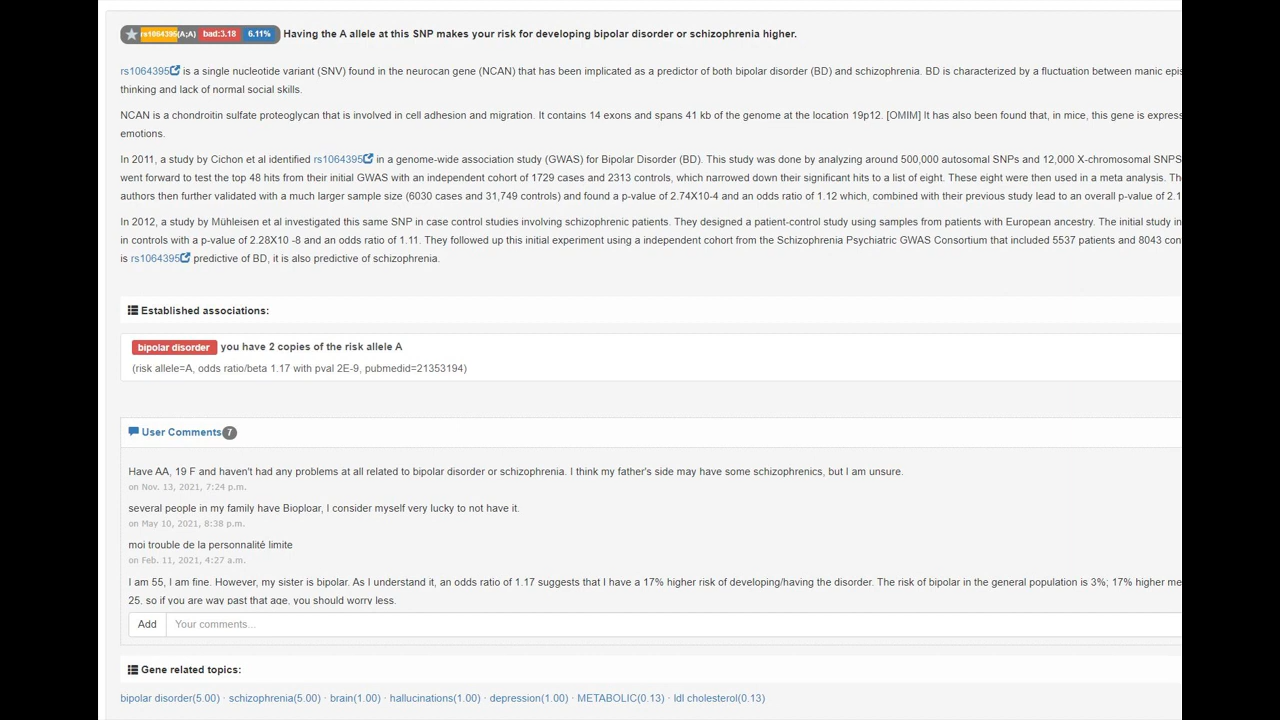 rs1064395(A;A) bad:3.18 6.11% Having the A allele at this SNP makes your risk for developing bipolar disorder or schizophrenia higher.
rs1064395 is a single nucleotide variant (SNV) found in the neurocan gene (NCAN) that has been implicated as a predictor of both bipolar disorder (BD) and schizophrenia. BD is characterized by a fluctuation between manic epis
thinking and lack of normal social skills.
NCAN is a chondroitin sulfate proteoglycan that is involved in cell adhesion and migration. It contains 14 exons and spans 41 kb of the genome at the location 19p12. [OMIM] It has also been found that, in mice, this gene is express
emotions.
In 2011, a study by Cichon et al identified rs1064395 in a genome-wide association study (GWAS) for Bipolar Disorder (BD). This study was done by analyzing around 500,000 autosomal SNPs and 12,000 X-chromosomal SNPS
went forward to test the top 48 hits from their initial GWAS with an independent cohort of 1729 cases and 2313 controls, which narrowed down their significant hits to a list of eight. These eight were then used in a meta analysis. Th
authors then further validated with a much larger sample size (6030 cases and 31,749 controls) and found a p-value of 2.74X10-4 and an odds ratio of 1.12 which, combined with their previous study lead to an overall p-value of 2.1
In 2012, a study by Mühleisen et al investigated this same SNP in case control studies involving schizophrenic patients. They designed a patient-control study using samples from patients with European ancestry. The initial study in
in controls with a p-value of 2.28X10 -8 and an odds ratio of 1.11. They followed up this initial experiment using a independent cohort from the Schizophrenia Psychiatric GWAS Consortium that included 5537 patients and 8043 con
is rs1064395 predictive of BD, it is also predictive of schizophrenia.
Established associations:
bipolar disorder you have 2 copies of the risk allele A
(risk allele=A, odds ratio/beta 1.17 with pval 2E-9, pubmedid=21353194)
User Comments 7
Have AA, 19 F and haven't had any problems at all related to bipolar disorder or schizophrenia. I think my father's side may have some schizophrenics, but I am unsure.
on Nov. 13, 2021, 7:24 p.m.
several people in my family have Bioploar, I consider myself very lucky to not have it.
on May 10, 2021, 8:38 p.m.
moi trouble de la personnalité limite
on Feb. 11, 2021, 4:27 a.m.
I am 55, I am fine. However, my sister is bipolar. As I understand it, an odds ratio of 1.17 suggests that I have a 17% higher risk of developing/having the disorder. The risk of bipolar in the general population is 3%; 17% higher me
25, so if you are way past that age, you should worry less.
Add Your comments...
Gene related topics:
bipolar disorder(5.00) · schizophrenia(5.00) · brain(1.00) · hallucinations(1.00) · depression(1.00) · METABOLIC(0.13) · ldl cholesterol(0.13)